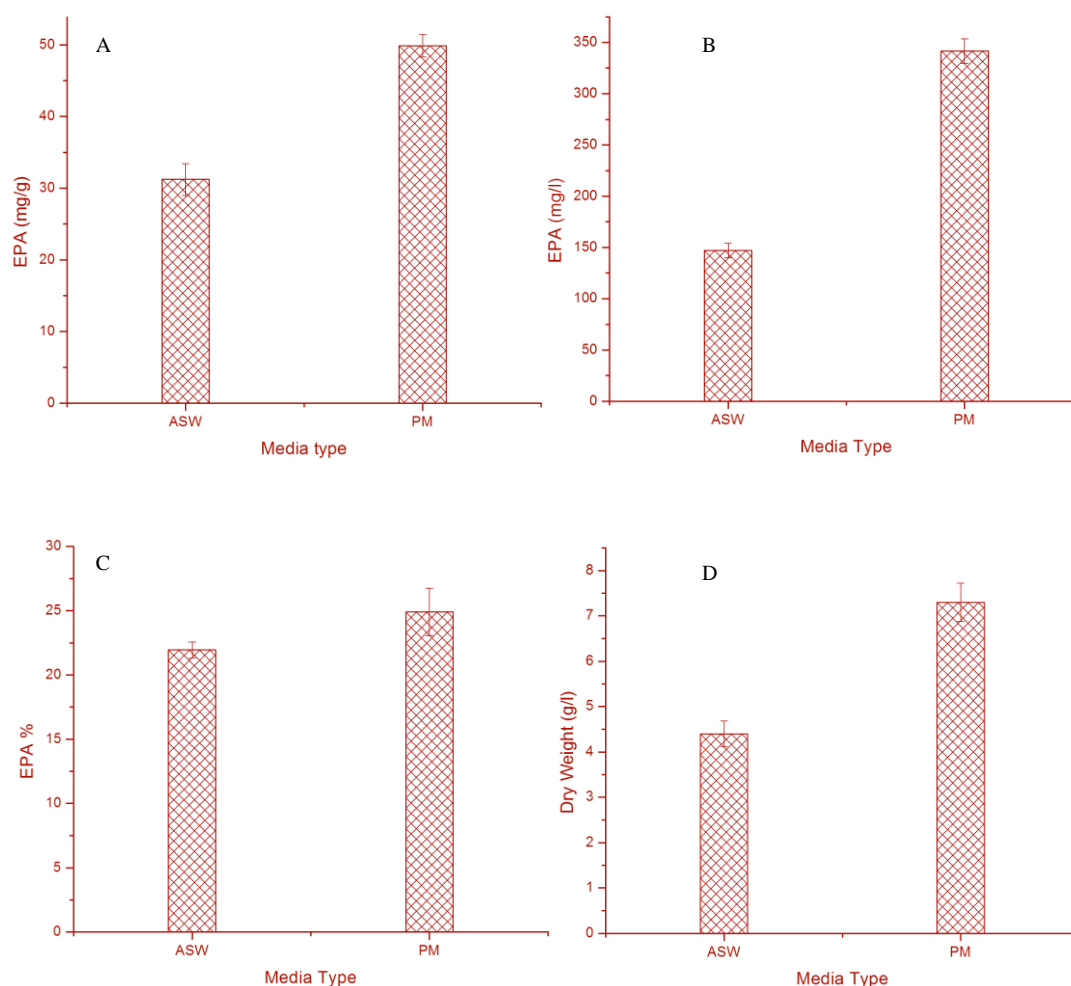 A
EPA (mg/g)
50
40
30
20
10
0
ASW PM
Media type
B
EPA (mg/l)
350
300
250
200
150
100
50
0
ASW PM
Media Type
C
EPA %
30
25
20
15
10
5
0
ASW PM
Media Type
D
Dry Weight (g/l)
8
7
6
5
4
3
2
1
0
ASW PM
Media Type